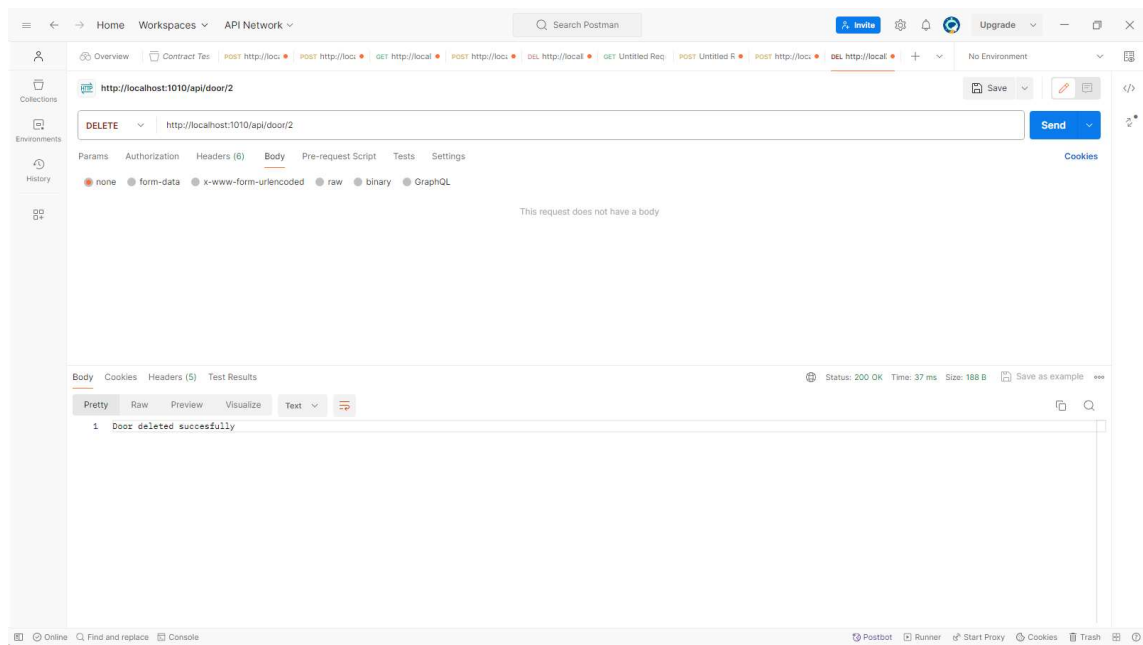 Home Workspaces API Network Search Postman Invite Upgrade
Overview Contract Tes POST http://loca POST http://loca GET http://local POST http://loca DEL http://locall GET Untitled Req POST Untitled R POST http://loca DEL http://locall No Environment
HTTP http://localhost:1010/api/door/2 Save
Collections
DELETE http://localhost:1010/api/door/2 Send
Environments
Params Authorization Headers (6) Body Pre-request Script Tests Settings Cookies
History
none form-data x-www-form-urlencoded raw binary GraphQL
This request does not have a body
Body Cookies Headers (5) Test Results Status: 200 OK Time: 37 ms Size: 188 B Save as example
Pretty Raw Preview Visualize Text
1 Door deleted succesfully
Online Find and replace Console Postbot Runner Start Proxy Cookies Trash